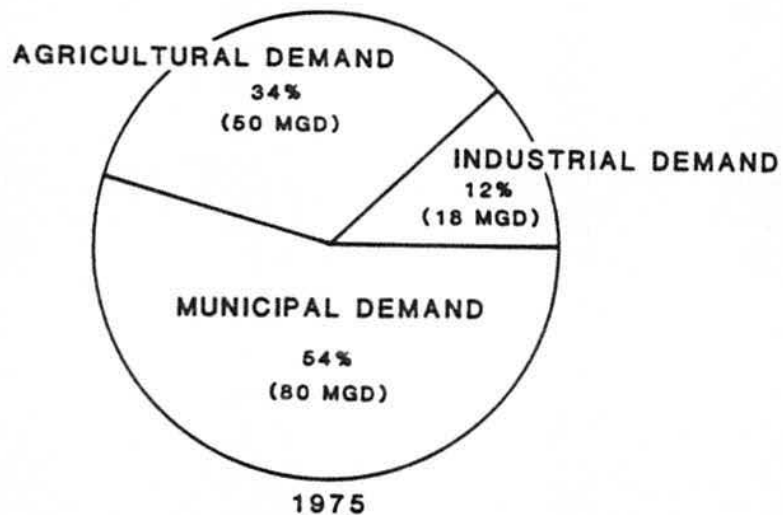 AGRICULTURAL DEMAND
34%
(50 MGD)
INDUSTRIAL DEMAND
12%
(18 MGD)
MUNICIPAL DEMAND
54%
(80 MGD)
1975